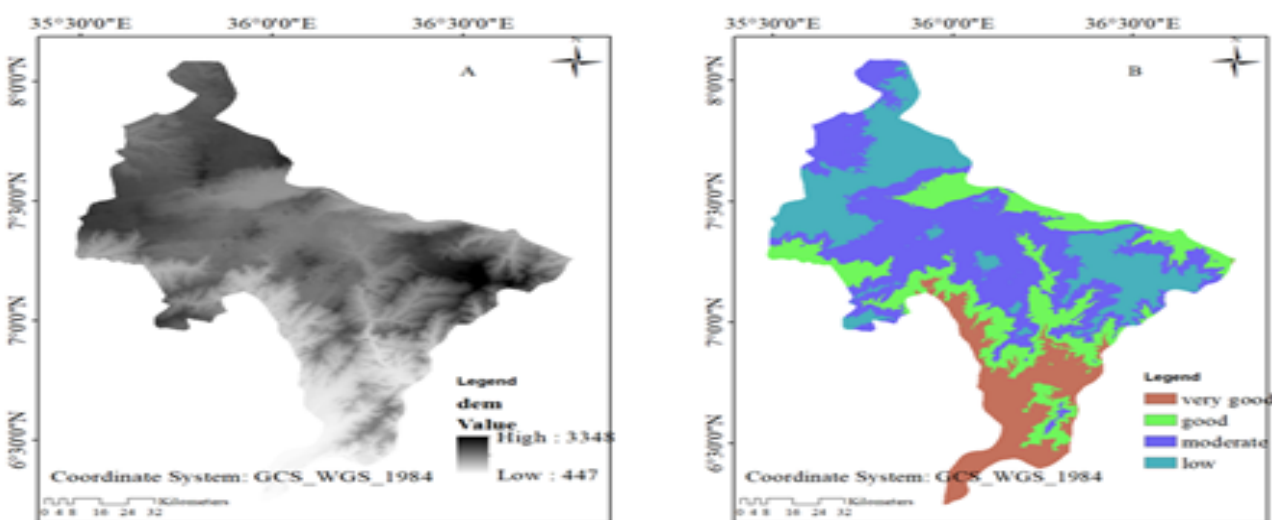 35°30'0"E 36°0'0"E 36°30'0"E
A
N
8°0'0"N
7°30'0"N
7°0'0"N
6°30'0"N
Legend
dem
Value
High : 3348
Low : 447
Coordinate System: GCS_WGS_1984
0 4 8 16 24 32 Kilometers
35°30'0"E 36°0'0"E 36°30'0"E
B
8°0'0"N
7°30'0"N
7°0'0"N
6°30'0"N
Legend
very good
good
moderate
low
Coordinate System: GCS_WGS_1984
0 4 8 16 24 32 Kilometers